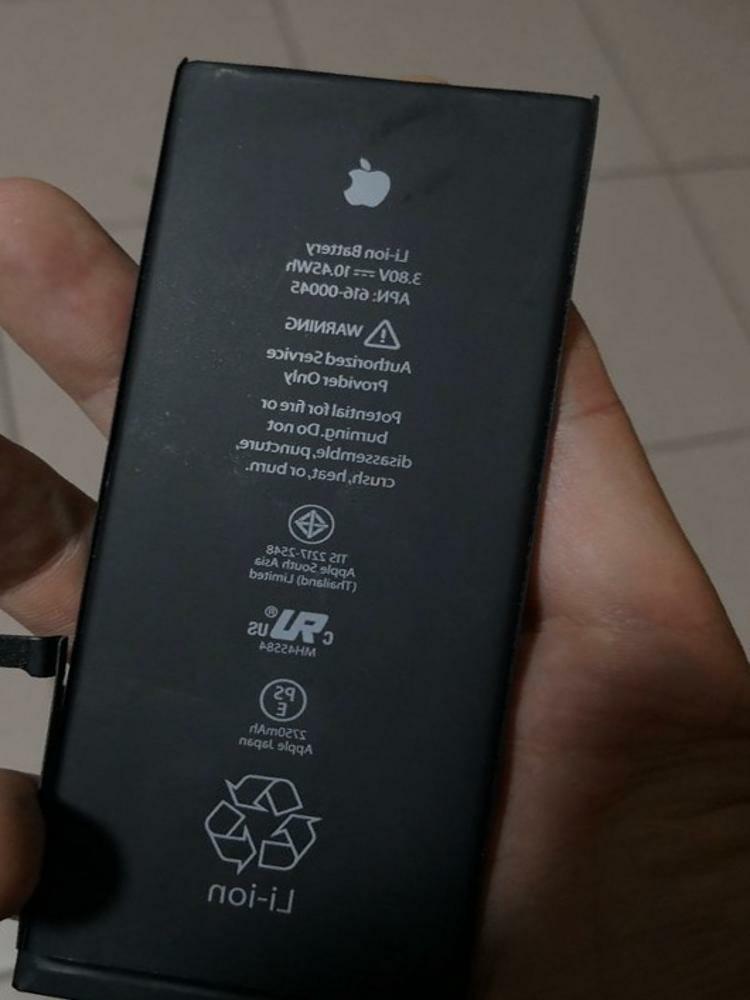 Li-ion Battery
3.80V ⎓ 10.45Wh
APN: 616-00045
WARNING
Authorized Service
Provider Only
Potential for fire or
burning. Do not
disassemble, puncture,
crush, heat, or burn.
TIS 2217-2548
Apple South Asia
(Thailand) Limited
c RU® US
MH45584
PS
E
2750mAh
Apple Japan
Li-ion